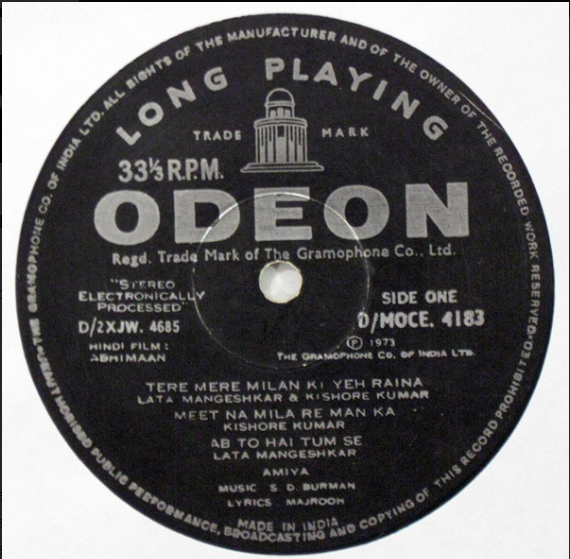 ALL RIGHTS OF THE MANUFACTURER AND OF THE OWNER OF THE RECORDED WORK RESERVED
LONG PLAYING
TRADE MARK
33⅓ R.P.M.
ODEON
Regd. Trade Mark of The Gramophone Co., Ltd.
"STEREO
ELECTRONICALLY
PROCESSED"
D/2XJW. 4685
HINDI FILM :
ABHIMAAN
SIDE ONE
D/MOCE. 4183
Ⓟ 1973
THE GRAMOPHONE CO. OF INDIA LTD.
TERE MERE MILAN KI YEH RAINA
LATA MANGESHKAR & KISHORE KUMAR
MEET NA MILA RE MAN KA
KISHORE KUMAR
AB TO HAI TUM SE
LATA MANGESHKAR
AMIYA
MUSIC S. D. BURMAN
LYRICS MAJROOH
MADE IN INDIA
THE GRAMOPHONE CO. OF INDIA LTD.
PUBLIC PERFORMANCE, BROADCASTING AND COPYING OF THIS RECORD PROHIBITED